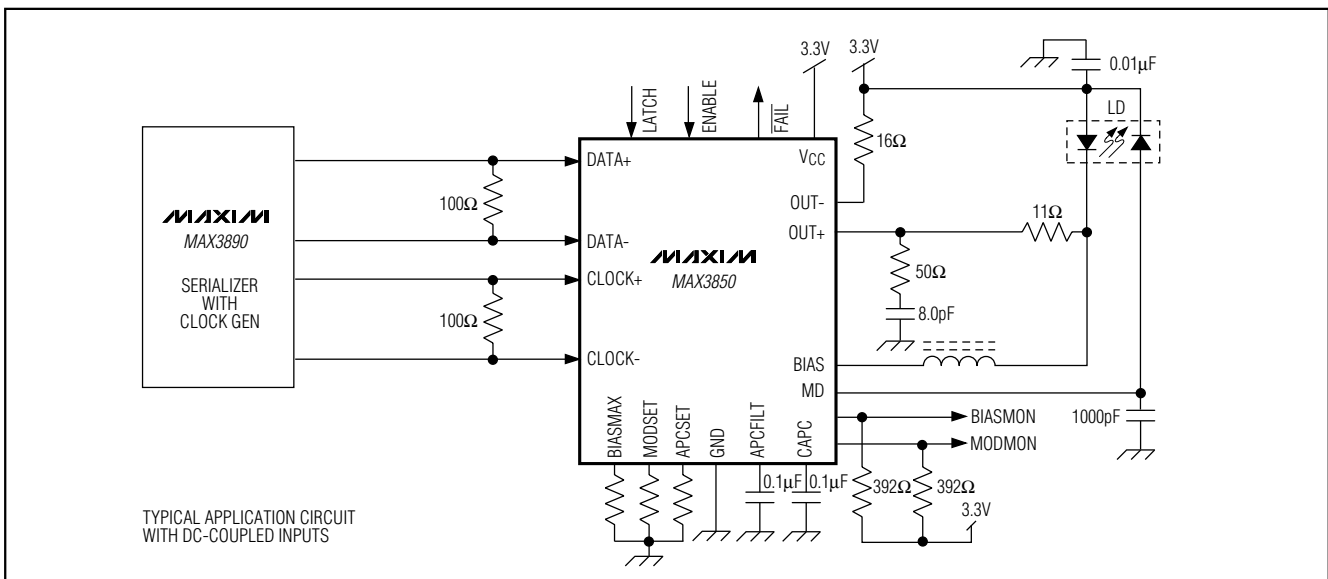 3.3V
3.3V
0.01µF
LATCH
ENABLE
FAIL
LD
16Ω
VCC
DATA+
100Ω
OUT-
OUT+
11Ω
MAXIM
MAX3890
SERIALIZER
WITH
CLOCK GEN
DATA-
MAXIM
MAX3850
CLOCK+
50Ω
100Ω
8.0pF
CLOCK-
BIAS
MD
BIASMAX
MODSET
APCSET
GND
APCFILT
CAPC
BIASMON
MODMON
1000pF
0.1µF
0.1µF
392Ω
392Ω
3.3V
TYPICAL APPLICATION CIRCUIT
WITH DC-COUPLED INPUTS